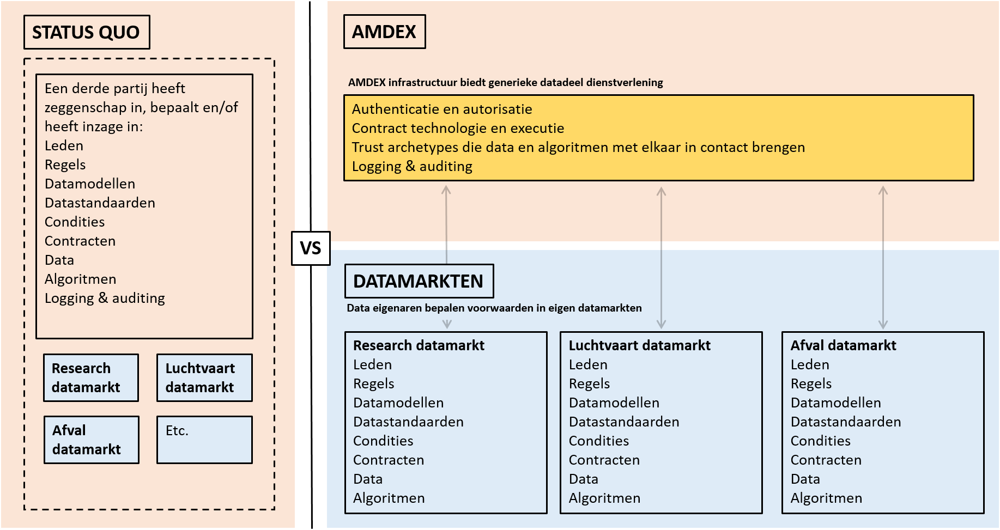 STATUS QUO
Een derde partij heeft
zeggenschap in, bepaalt en/of
heeft inzage in:
Leden
Regels
Datamodellen
Datastandaarden
Condities
Contracten
Data
Algoritmen
Logging & auditing
Research
datamarkt
Luchtvaart
datamarkt
Afval
datamarkt
Etc.
VS
AMDEX
AMDEX infrastructuur biedt generieke datadeel dienstverlening
Authenticatie en autorisatie
Contract technologie en executie
Trust archetypes die data en algoritmen met elkaar in contact brengen
Logging & auditing
DATAMARKTEN
Data eigenaren bepalen voorwaarden in eigen datamarkten
Research datamarkt
Leden
Regels
Datamodellen
Datastandaarden
Condities
Contracten
Data
Algoritmen
Luchtvaart datamarkt
Leden
Regels
Datamodellen
Datastandaarden
Condities
Contracten
Data
Algoritmen
Afval datamarkt
Leden
Regels
Datamodellen
Datastandaarden
Condities
Contracten
Data
Algoritmen